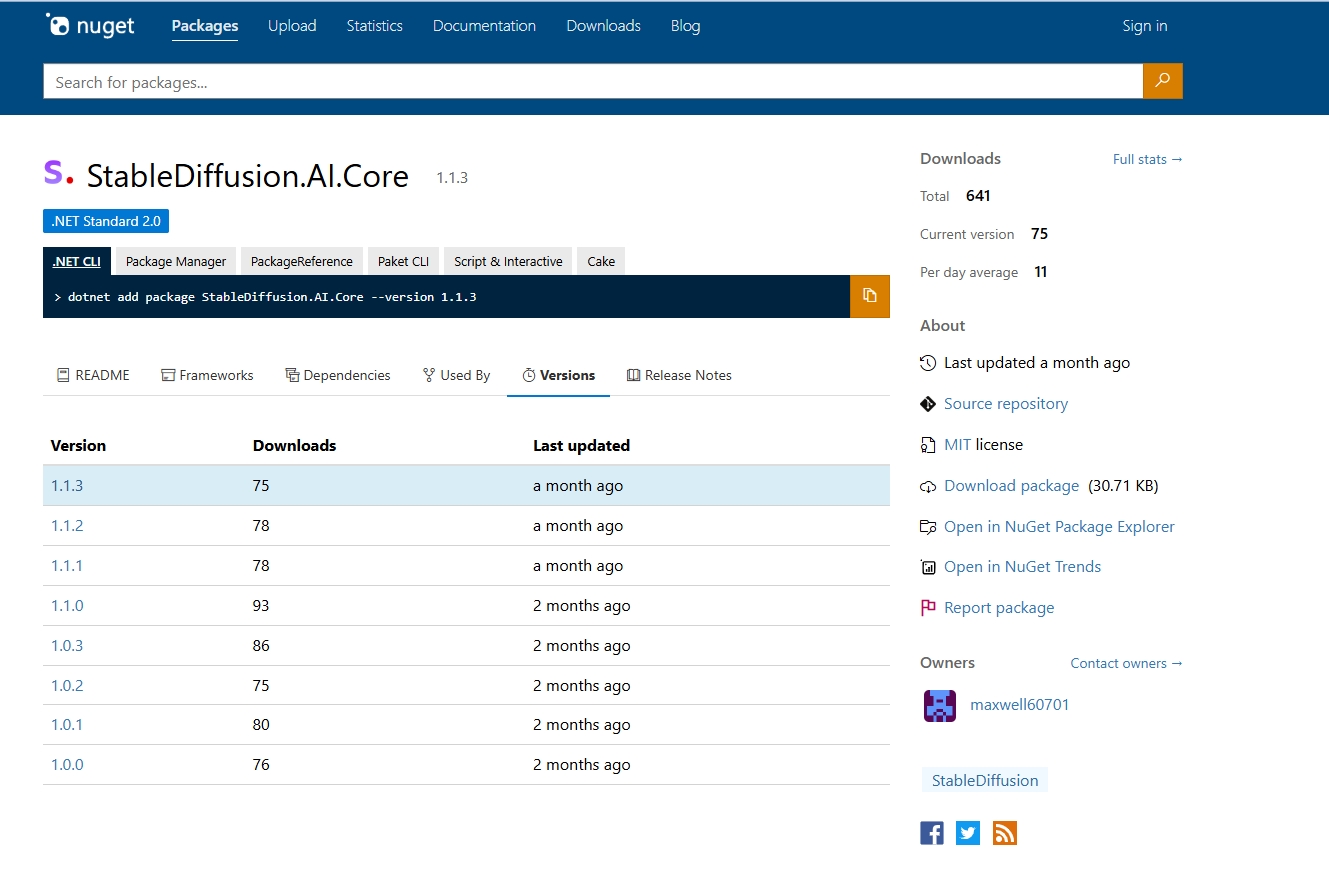 nuget Packages Upload Statistics Documentation Downloads Blog Sign in
Search for packages...
S. StableDiffusion.AI.Core 1.1.3
.NET Standard 2.0
.NET CLI Package Manager PackageReference Paket CLI Script & Interactive Cake
> dotnet add package StableDiffusion.AI.Core --version 1.1.3
README Frameworks Dependencies Used By Versions Release Notes
Version Downloads Last updated
1.1.3 75 a month ago
1.1.2 78 a month ago
1.1.1 78 a month ago
1.1.0 93 2 months ago
1.0.3 86 2 months ago
1.0.2 75 2 months ago
1.0.1 80 2 months ago
1.0.0 76 2 months ago
Downloads Full stats →
Total 641
Current version 75
Per day average 11
About
Last updated a month ago
Source repository
MIT license
Download package (30.71 KB)
Open in NuGet Package Explorer
Open in NuGet Trends
Report package
Owners Contact owners →
maxwell60701
StableDiffusion